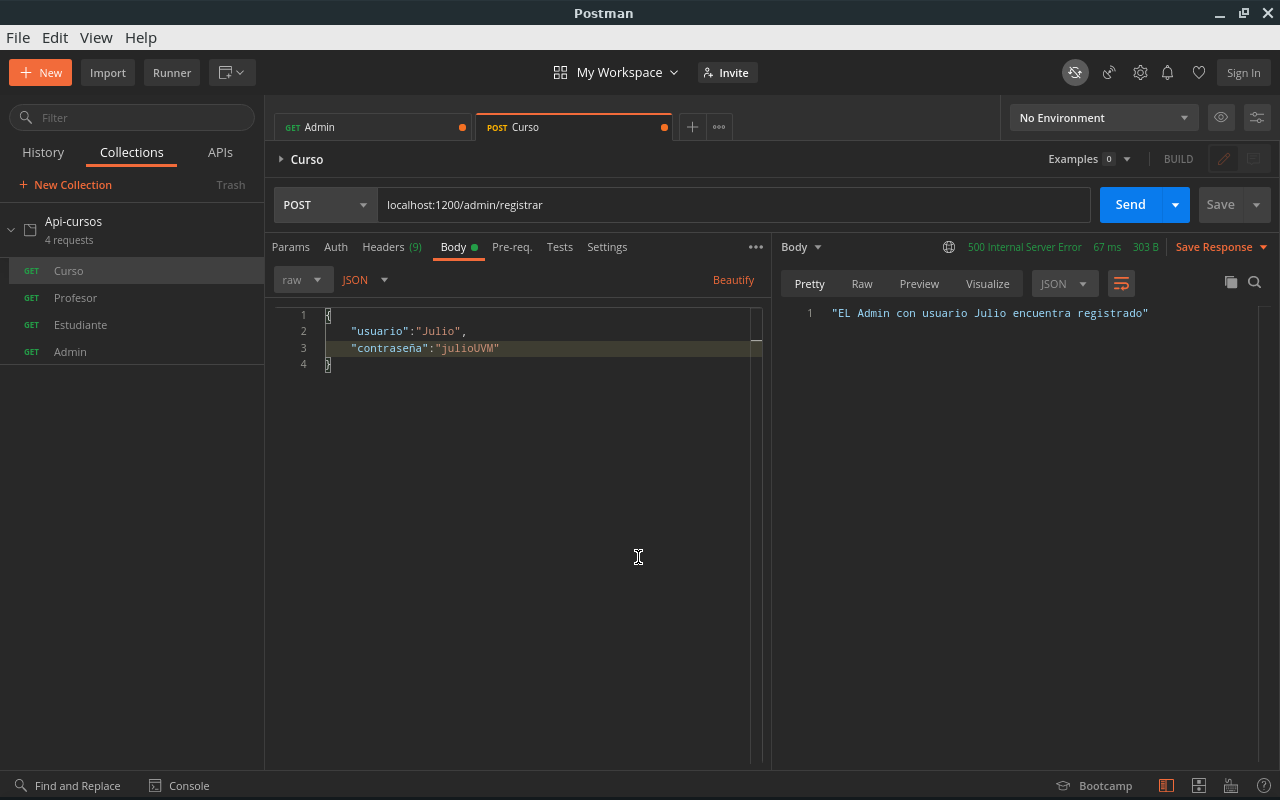 Postman
File Edit View Help
New Import Runner My Workspace Invite Sign In
Filter
History Collections APIs
+ New Collection Trash
Api-cursos
4 requests
GET Curso
GET Profesor
GET Estudiante
GET Admin
GET Admin POST Curso No Environment
Curso Examples 0 BUILD
POST localhost:1200/admin/registrar Send Save
Params Auth Headers (9) Body Pre-req. Tests Settings
raw JSON Beautify
1 {
2 "usuario":"Julio",
3 "contraseña":"julioUVM"
4 }
Body 500 Internal Server Error 67 ms 303 B Save Response
Pretty Raw Preview Visualize JSON
1 "EL Admin con usuario Julio encuentra registrado"
Find and Replace Console Bootcamp